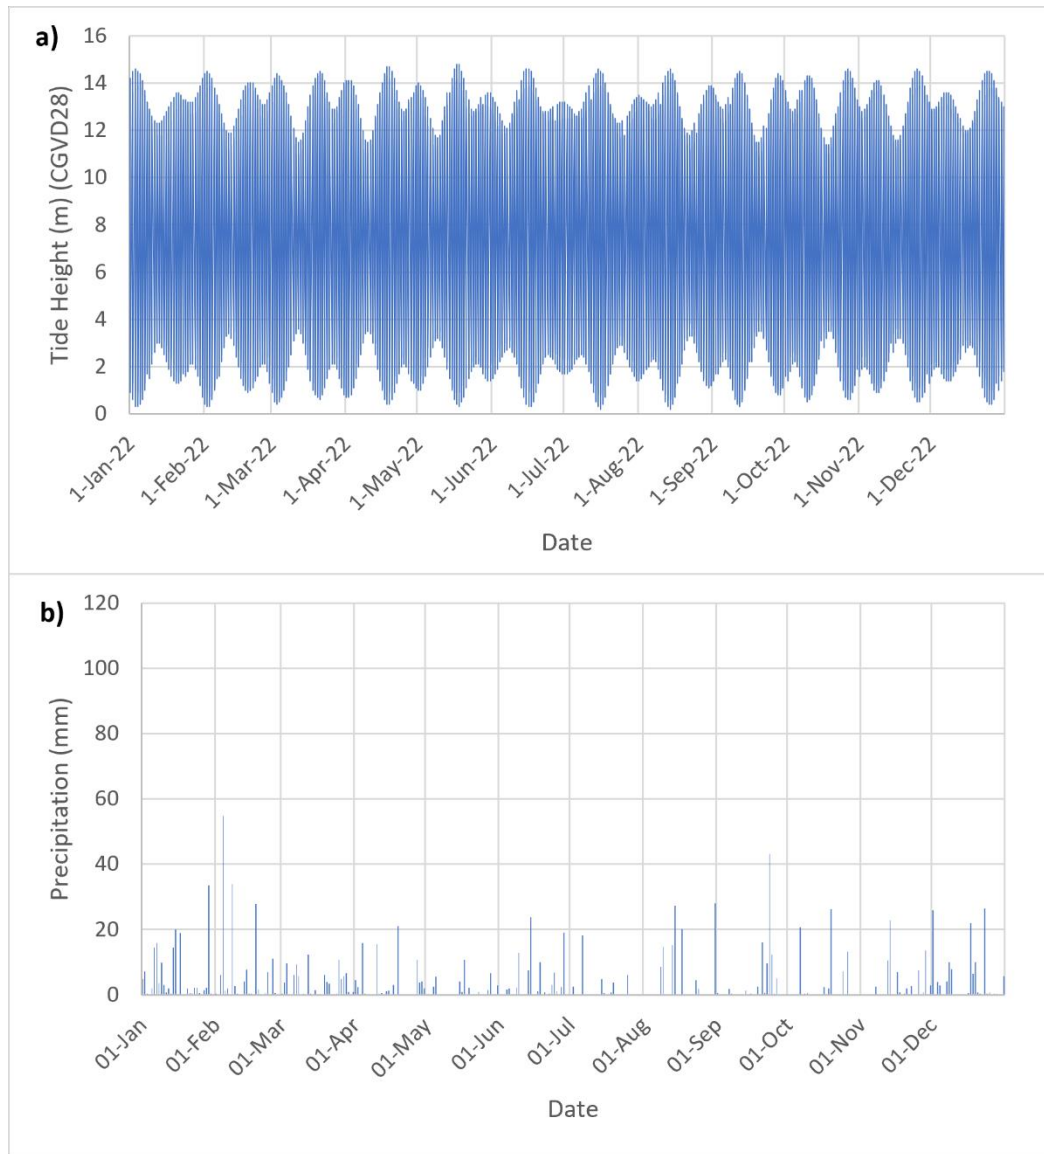 a)
Tide Height (m) (CGVD28)
16
14
12
10
8
6
4
2
0
1-Jan-22
1-Feb-22
1-Mar-22
1-Apr-22
1-May-22
1-Jun-22
1-Jul-22
1-Aug-22
1-Sep-22
1-Oct-22
1-Nov-22
1-Dec-22
Date
b)
Precipitation (mm)
120
100
80
60
40
20
0
01-Jan
01-Feb
01-Mar
01-Apr
01-May
01-Jun
01-Jul
01-Aug
01-Sep
01-Oct
01-Nov
01-Dec
Date